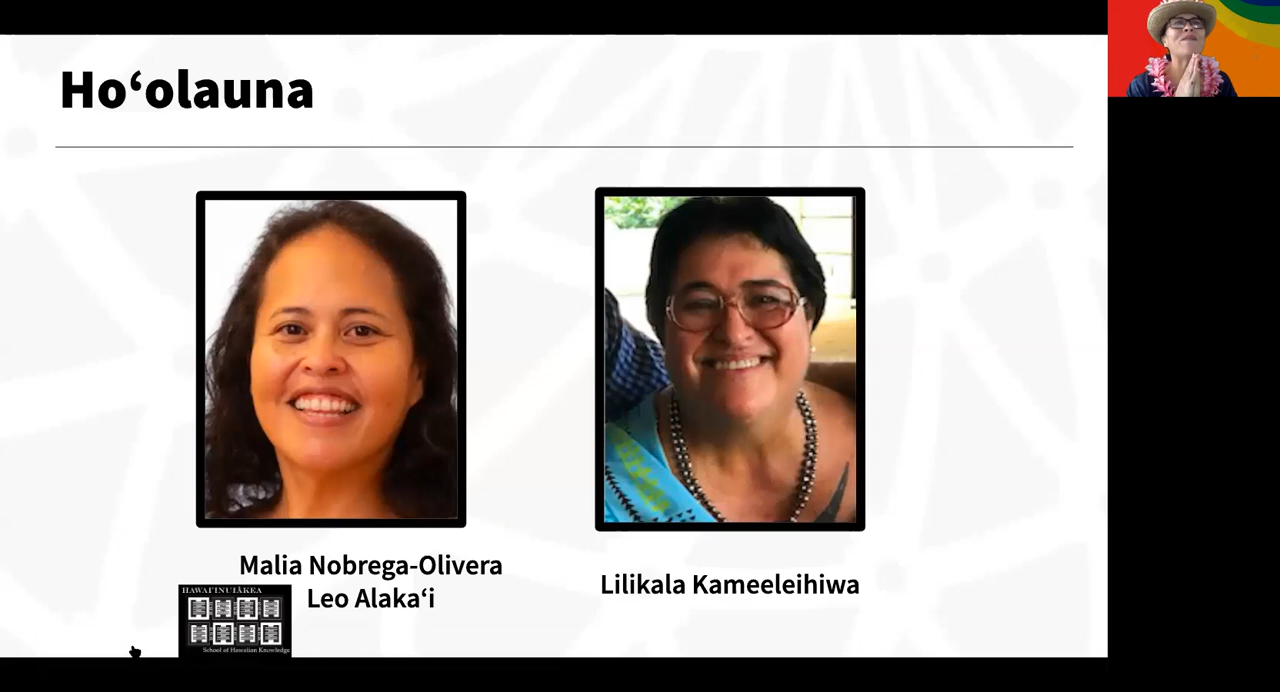 Hoʻolauna
Malia Nobrega-Olivera
Leo Alakaʻi
Lilikala Kameeleihiwa
HAWAIʻINUIĀKEA
School of Hawaiian Knowledge